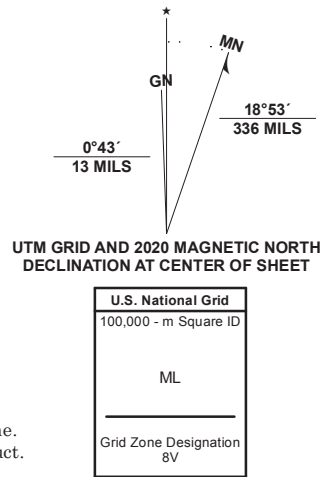 ★
MN
GN
18°53´
336 MILS
0°43´
13 MILS
UTM GRID AND 2020 MAGNETIC NORTH
DECLINATION AT CENTER OF SHEET
U.S. National Grid
100,000 - m Square ID
ML
Grid Zone Designation
8V